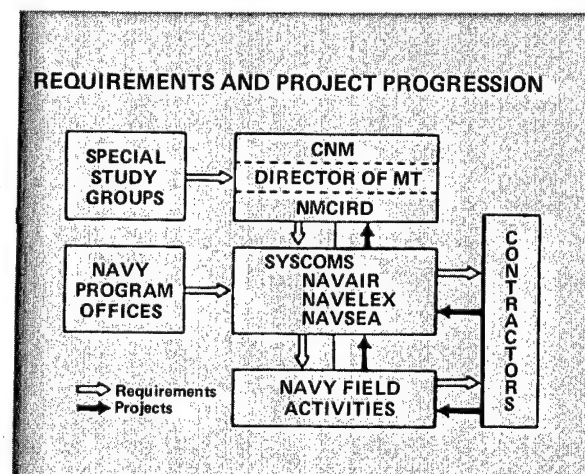 REQUIREMENTS AND PROJECT PROGRESSION
SPECIAL
STUDY
GROUPS
CNM
DIRECTOR OF MT
NMCIRD
NAVY
PROGRAM
OFFICES
SYSCOMS
NAVAIR
NAVELEX
NAVSEA
CONTRACTORS
Requirements
Projects
NAVY FIELD
ACTIVITIES